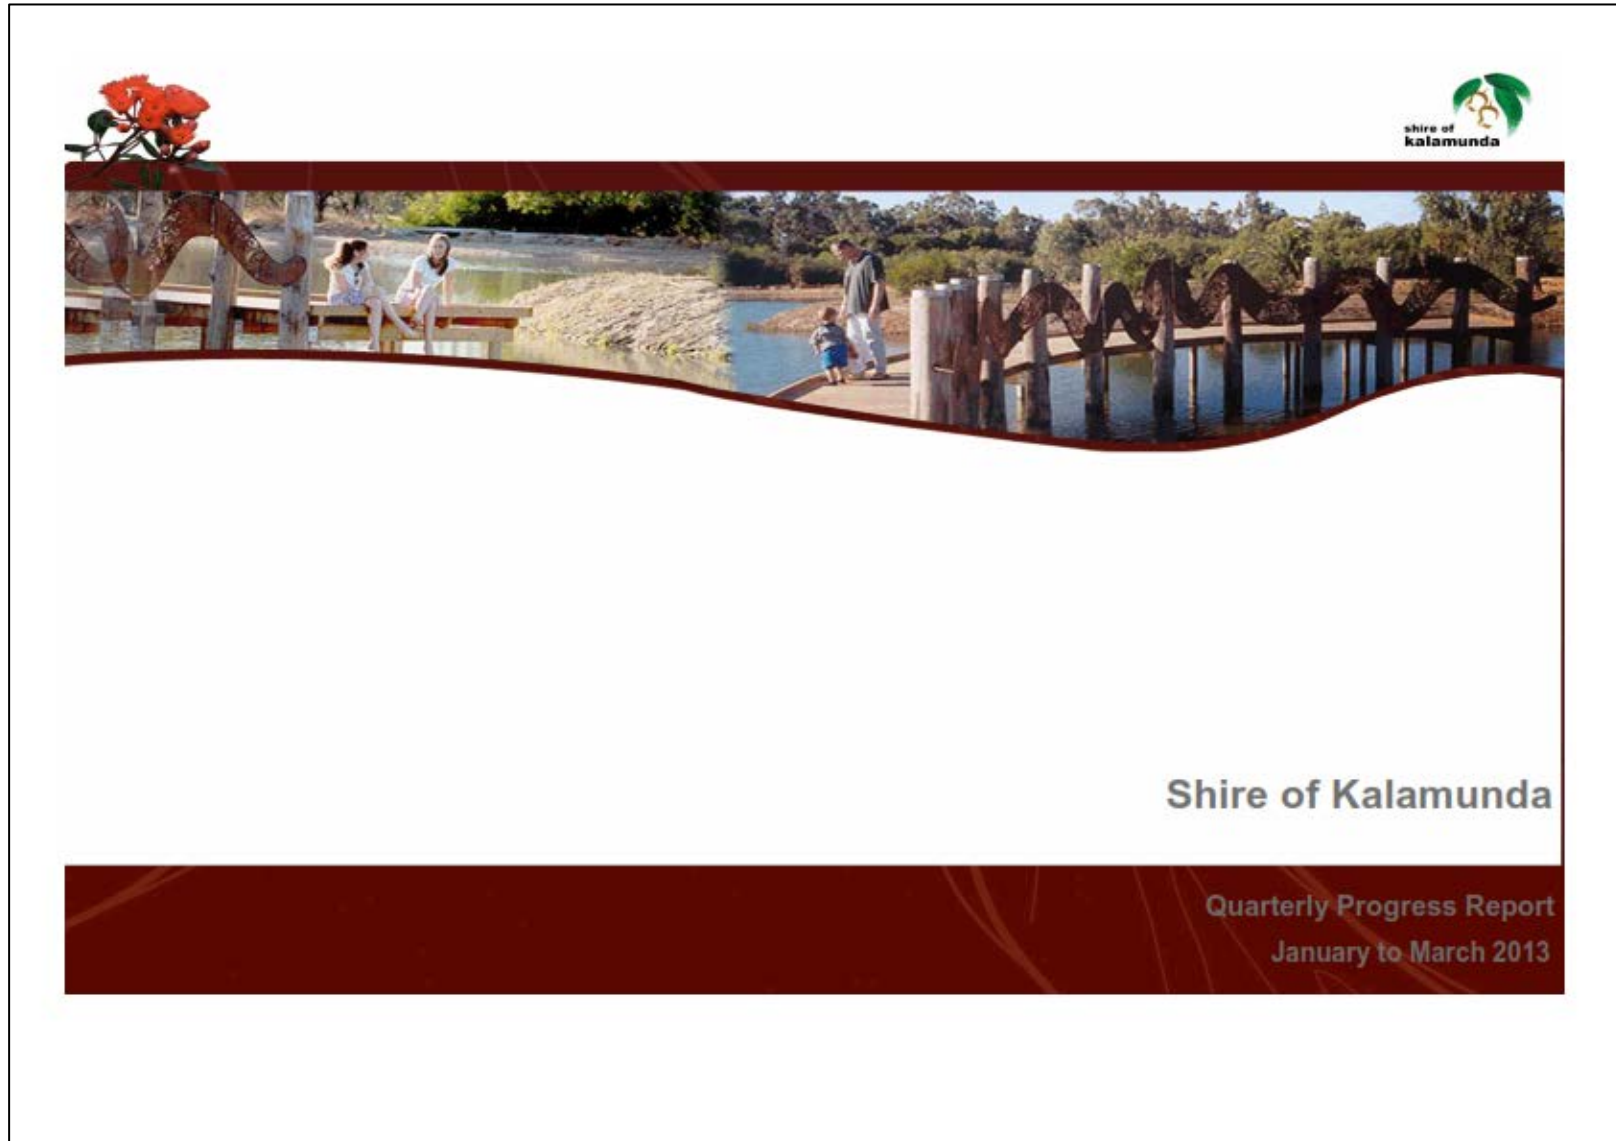 shire of
kalamunda
Shire of Kalamunda
Quarterly Progress Report
January to March 2013